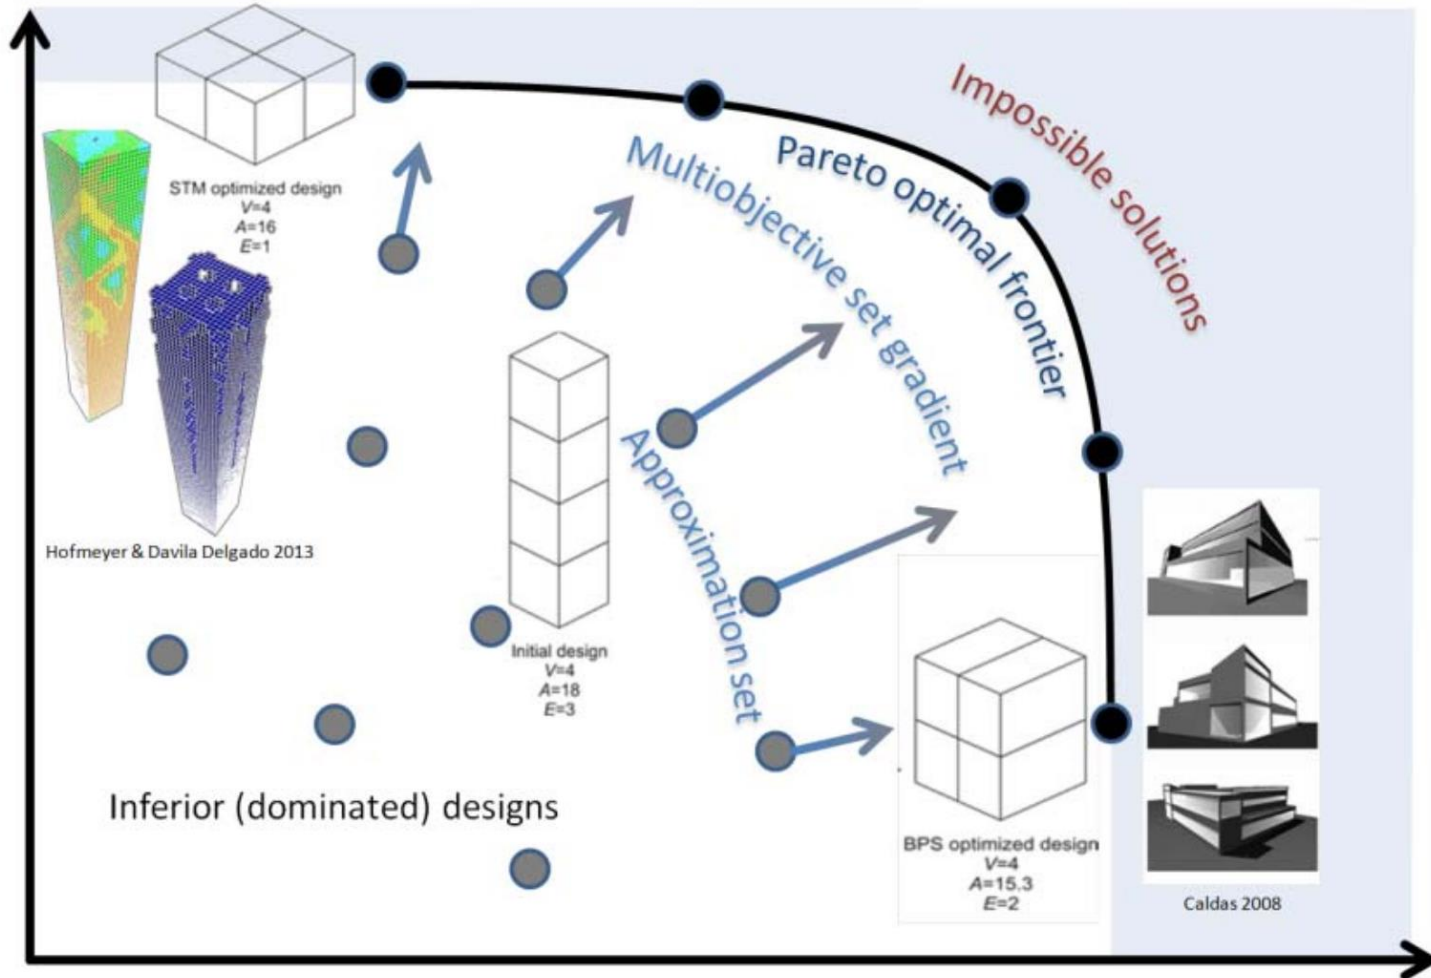 STM optimized design
V=4
A=16
E=1
Hofmeyer & Davila Delgado 2013
Impossible solutions
Pareto optimal frontier
Multiobjective set gradient
Approximation set
Initial design
V=4
A=18
E=3
Inferior (dominated) designs
BPS optimized design
V=4
A=15.3
E=2
Caldas 2008